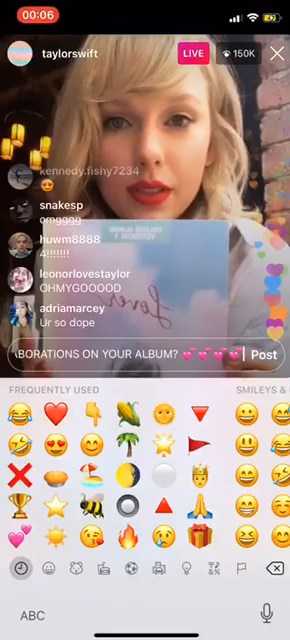 00:06
taylorswift LIVE 150K
kennedy.fishy7234
😍
snakesp
omgggg
huwm8888
4!!!!!!!
leonorlovestaylor
OHMYGOOOOD
adriamarcey
Ur so dope
BORATIONS ON YOUR ALBUM? 💕💕💕💕 Post
Lover
FREQUENTLY USED SMILEYS &
ABC